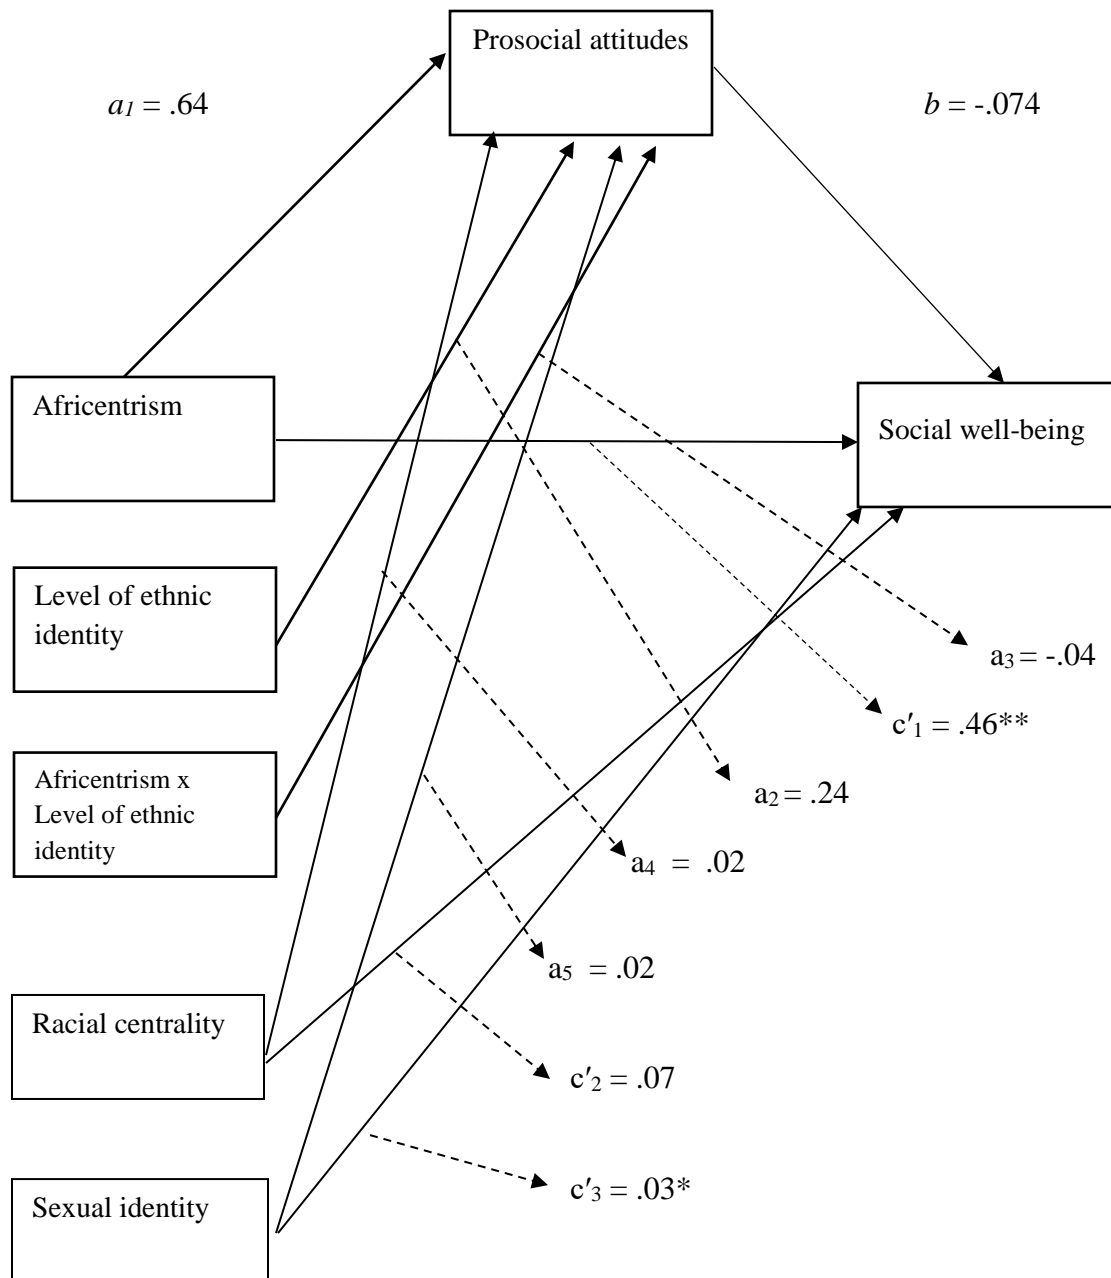 Prosocial attitudes
a₁ = .64
b = -.074
Africentrism
Social well-being
Level of ethnic
identity
a₃ = -.04
c′₁ = .46**
Africentrism x
Level of ethnic
identity
a₂ = .24
a₄ = .02
a₅ = .02
Racial centrality
c′₂ = .07
c′₃ = .03*
Sexual identity